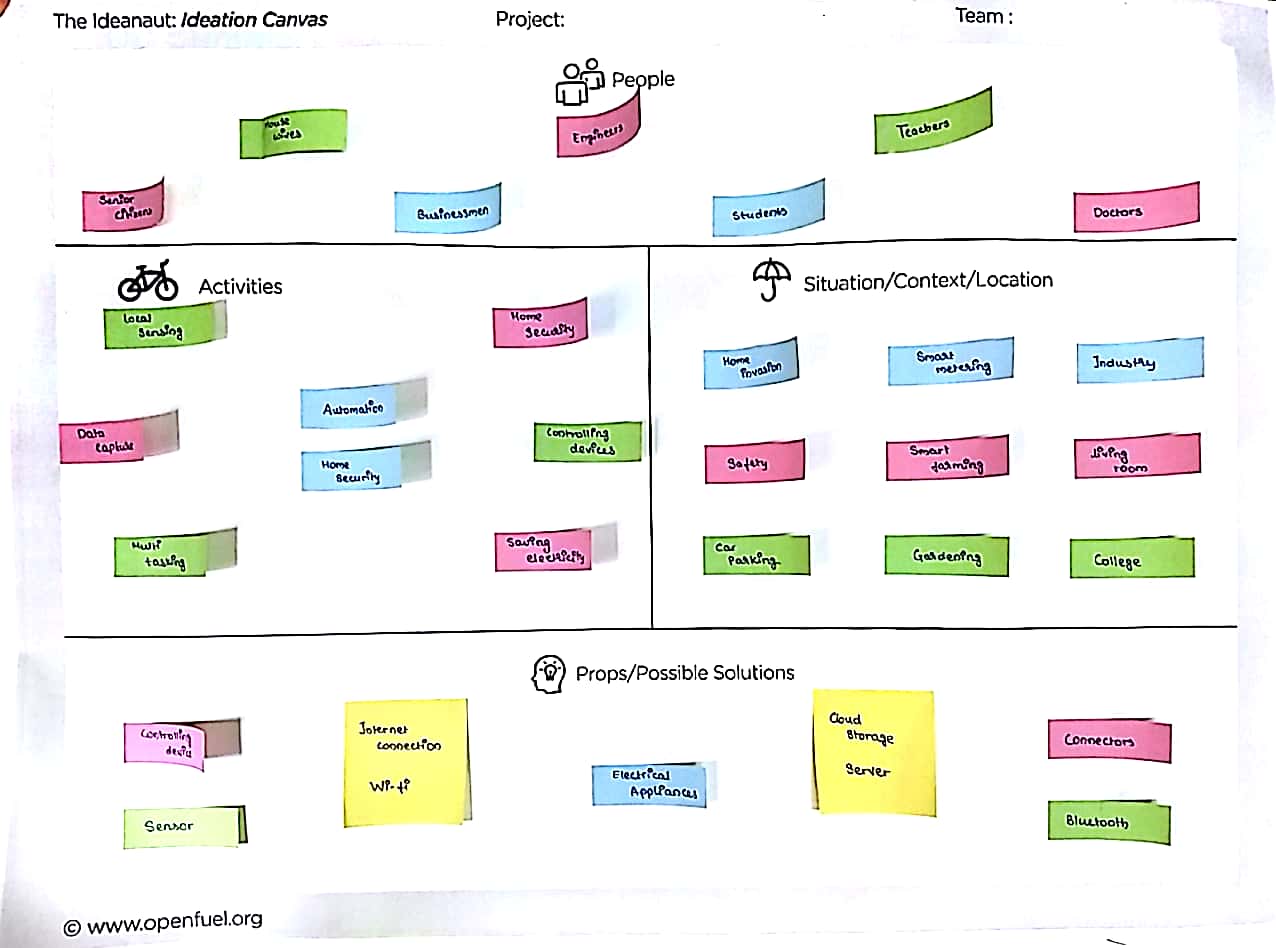 The Ideanaut: Ideation Canvas
Project:
Team :
People
House
wives
Engineers
Teachers
Senior
citizens
Businessmen
Students
Doctors
Activities
Local
Sensing
Home
Security
Automation
Data
capture
Controlling
devices
Home
Security
Multi
tasking
Saving
electricity
Situation/Context/Location
Home
invasion
Smart
metering
Industry
Safety
Smart
farming
Living
room
Car
Parking
Gardening
College
Props/Possible Solutions
Controlling
device
Internet
connection
Wi-fi
Electrical
Appliances
Cloud
Storage
Server
Connectors
Sensor
Bluetooth
© www.openfuel.org